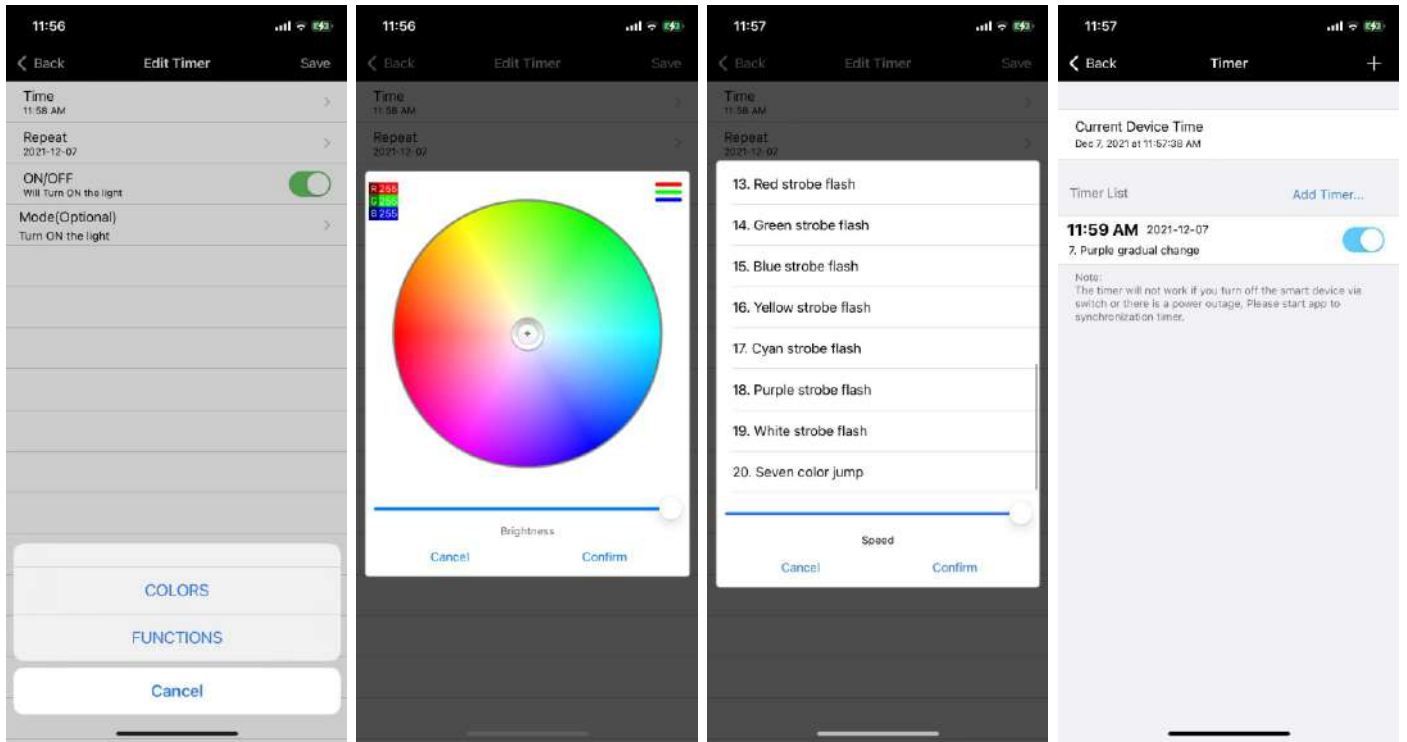 11:56
Back Edit Timer Save
Time
11:58 AM
Repeat
2021-12-07
ON/OFF
Will Turn ON the light
Mode(Optional)
Turn ON the light
COLORS
FUNCTIONS
Cancel
11:56
Back Edit Timer Save
Time
11:58 AM
Repeat
2021-12-07
R 255
G 255
B 255
Brightness
Cancel Confirm
11:57
Back Edit Timer Save
Time
11:58 AM
Repeat
2021-12-07
13. Red strobe flash
14. Green strobe flash
15. Blue strobe flash
16. Yellow strobe flash
17. Cyan strobe flash
18. Purple strobe flash
19. White strobe flash
20. Seven color jump
Speed
Cancel Confirm
11:57
Back Timer +
Current Device Time
Dec 7, 2021 at 11:57:38 AM
Timer List Add Timer...
11:59 AM 2021-12-07
7. Purple gradual change
Note:
The timer will not work if you turn off the smart device via
switch or there is a power outage, Please start app to
synchronization timer.